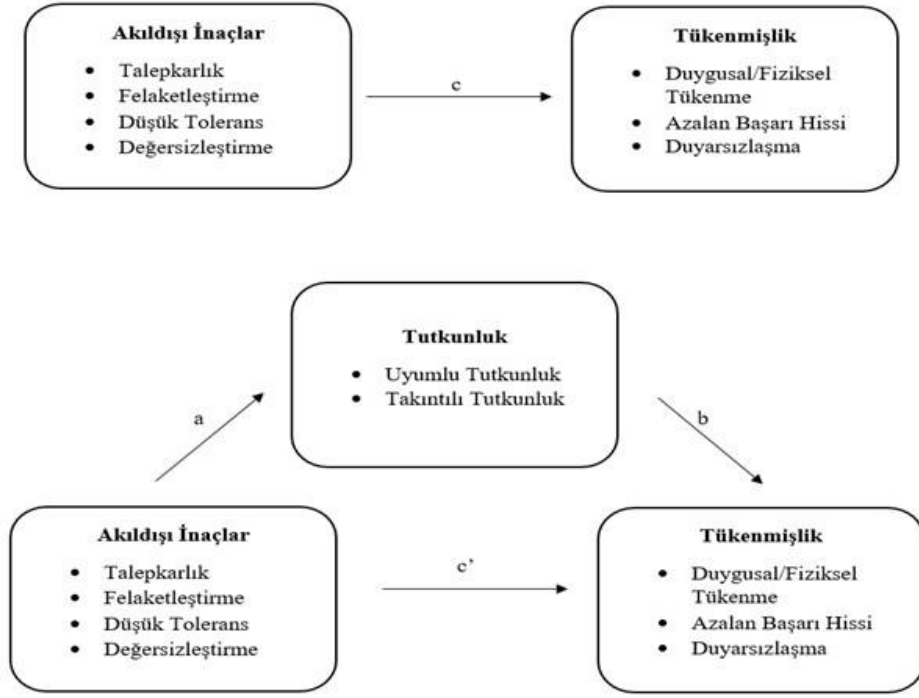 Akıldışı İnaçlar
• Talepkarlık
• Felaketleştirme
• Düşük Tolerans
• Değersizleştirme
c
Tükenmişlik
• Duygusal/Fiziksel
Tükenme
• Azalan Başarı Hissi
• Duyarsızlaşma
Tutkunluk
• Uyumlu Tutkunluk
• Takıntılı Tutkunluk
a
b
Akıldışı İnaçlar
• Talepkarlık
• Felaketleştirme
• Düşük Tolerans
• Değersizleştirme
c’
Tükenmişlik
• Duygusal/Fiziksel
Tükenme
• Azalan Başarı Hissi
• Duyarsızlaşma